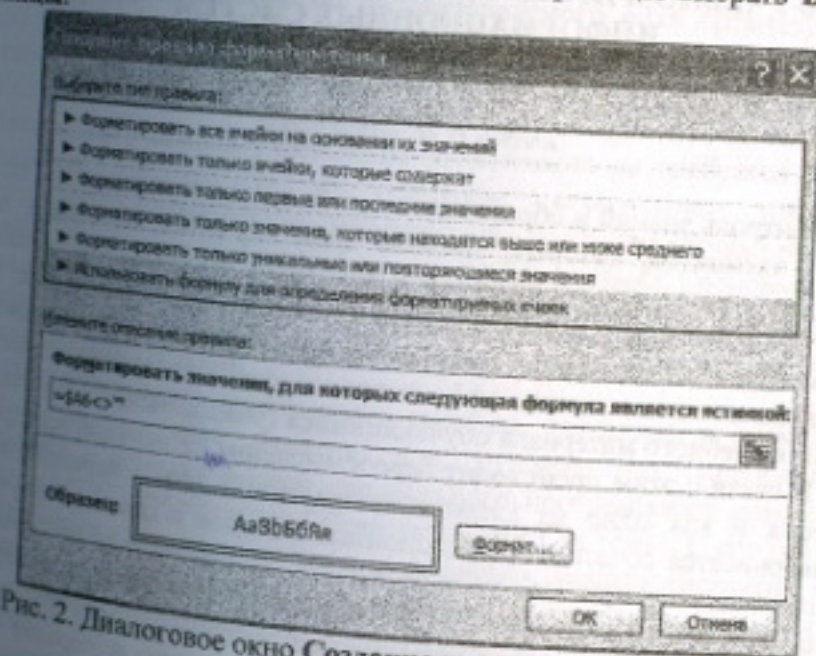 ? ×
Выберите тип правила:
► Форматировать все ячейки на основании их значений
► Форматировать только ячейки, которые содержат
► Форматировать только первые или последние значения
► Форматировать только значения, которые находятся выше или ниже среднего
► Форматировать только уникальные или повторяющиеся значения
► Использовать формулу для определения форматируемых ячеек
Измените описание правила:
Форматировать значения, для которых следующая формула является истинной:
=$A6<>""
Образец:
АаBbБбЯя
Формат...
ОК
Отмена
Рис. 2. Диалоговое окно